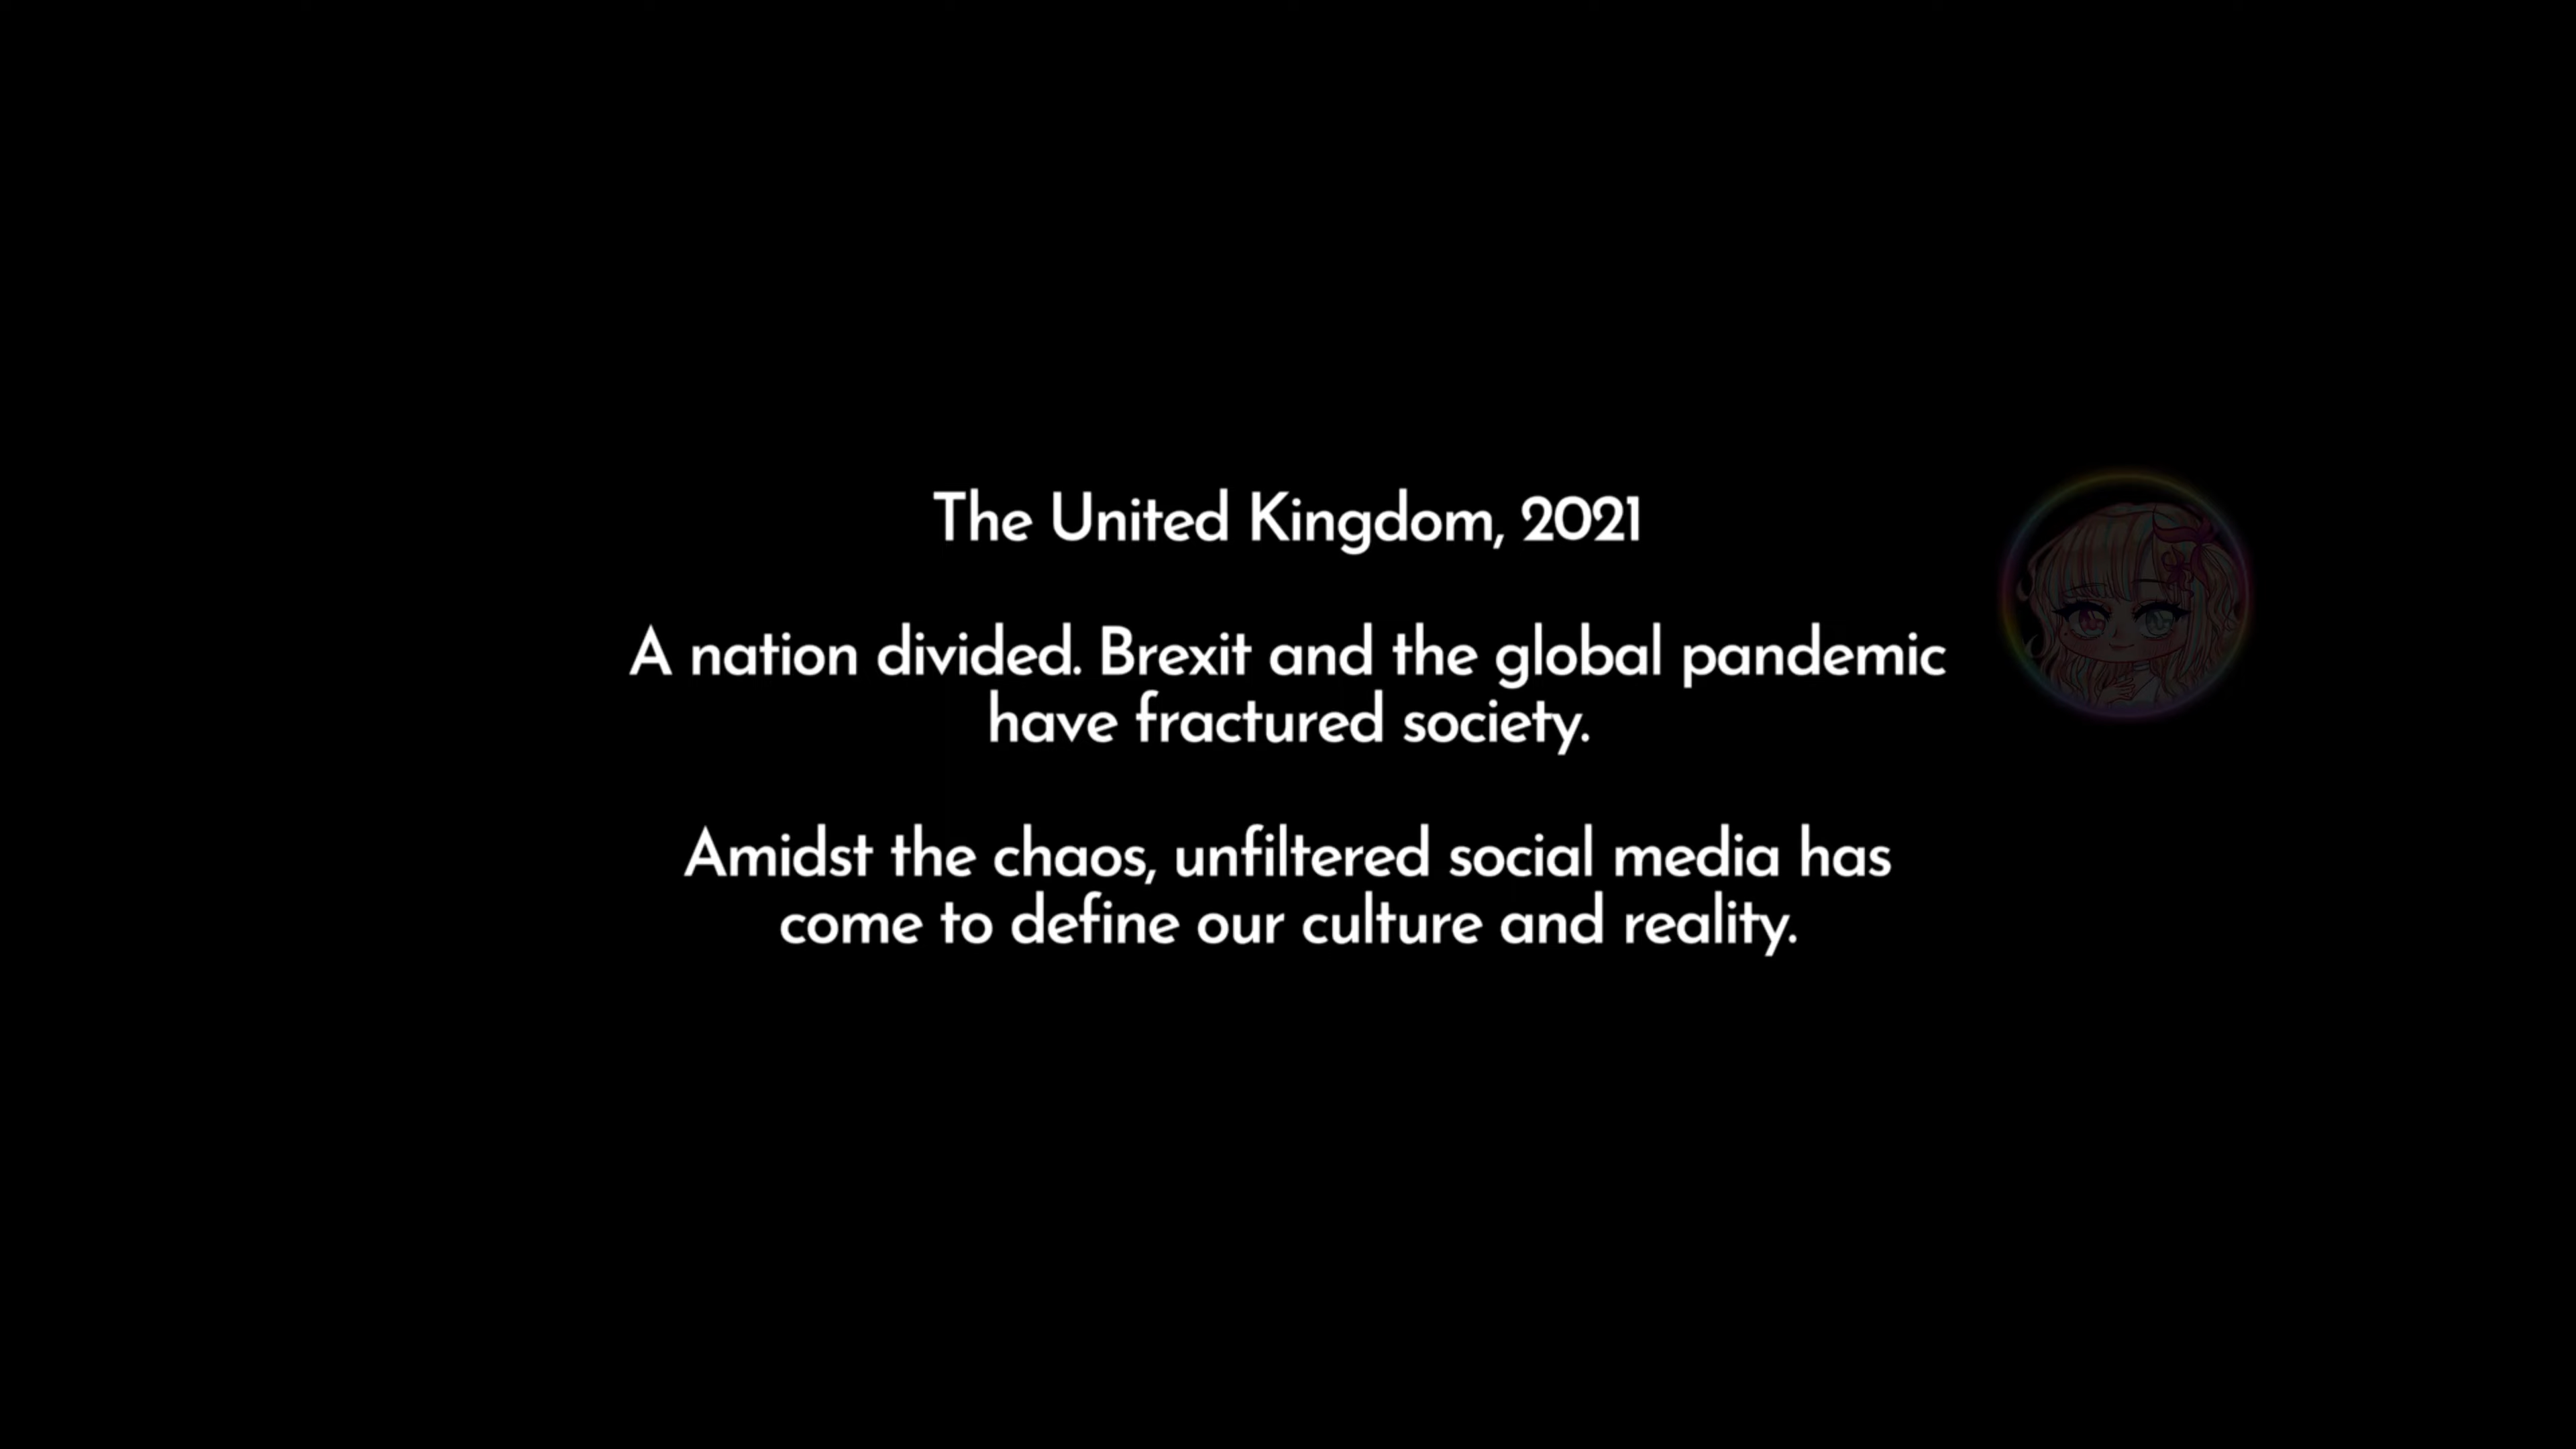 The United Kingdom, 2021
A nation divided. Brexit and the global pandemic
have fractured society.
Amidst the chaos, unfiltered social media has
come to define our culture and reality.